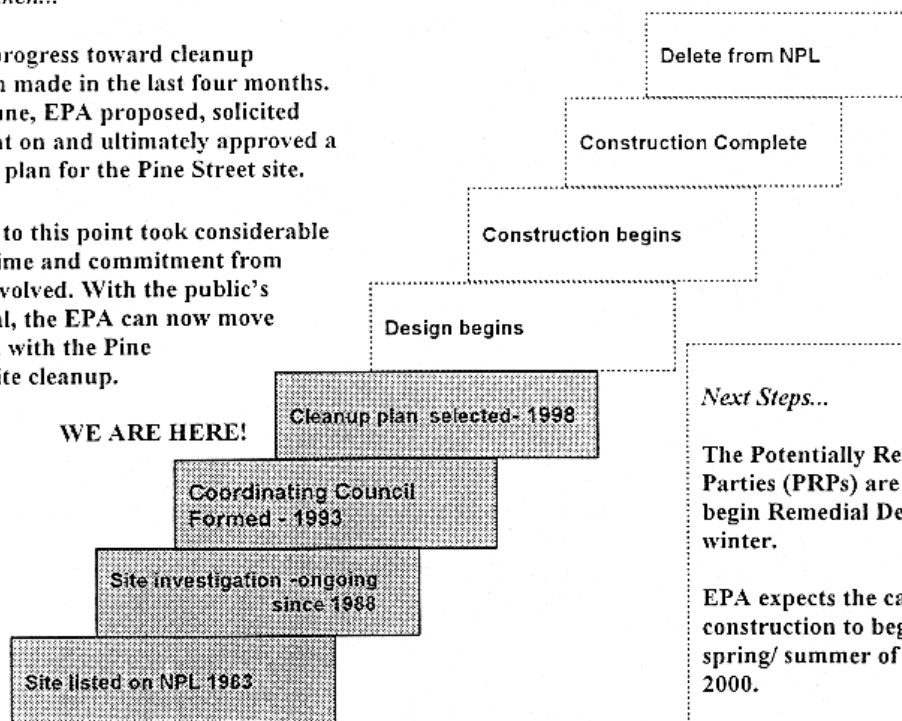 progress toward cleanup
made in the last four months.
une, EPA proposed, solicited
on and ultimately approved a
plan for the Pine Street site.
to this point took considerable
ime and commitment from
volved. With the public's
the EPA can now move
with the Pine
ite cleanup.
WE ARE HERE!
Delete from NPL
Construction Complete
Construction begins
Design begins
Cleanup plan selected- 1998
Coordinating Council
Formed - 1993
Site investigation -ongoing
since 1988
Site listed on NPL 1983
Next Steps...
The Potentially Re
Parties (PRPs) are
begin Remedial De
winter.
EPA expects the ca
construction to beg
spring/ summer of
2000.